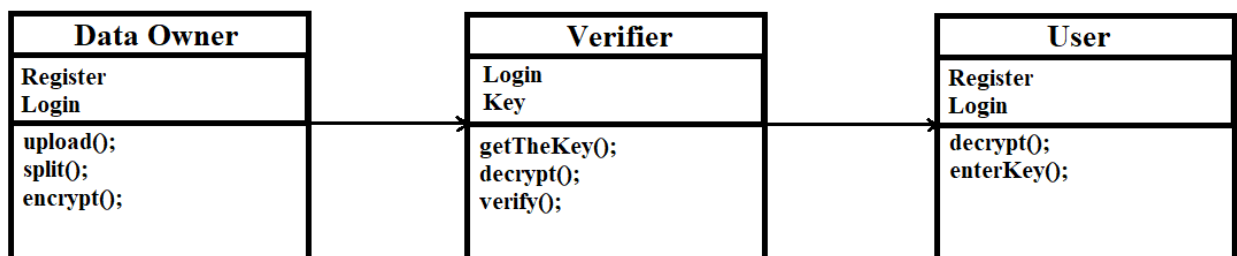 Data Owner
Register
Login
upload();
split();
encrypt();
Verifier
Login
Key
getTheKey();
decrypt();
verify();
User
Register
Login
decrypt();
enterKey();